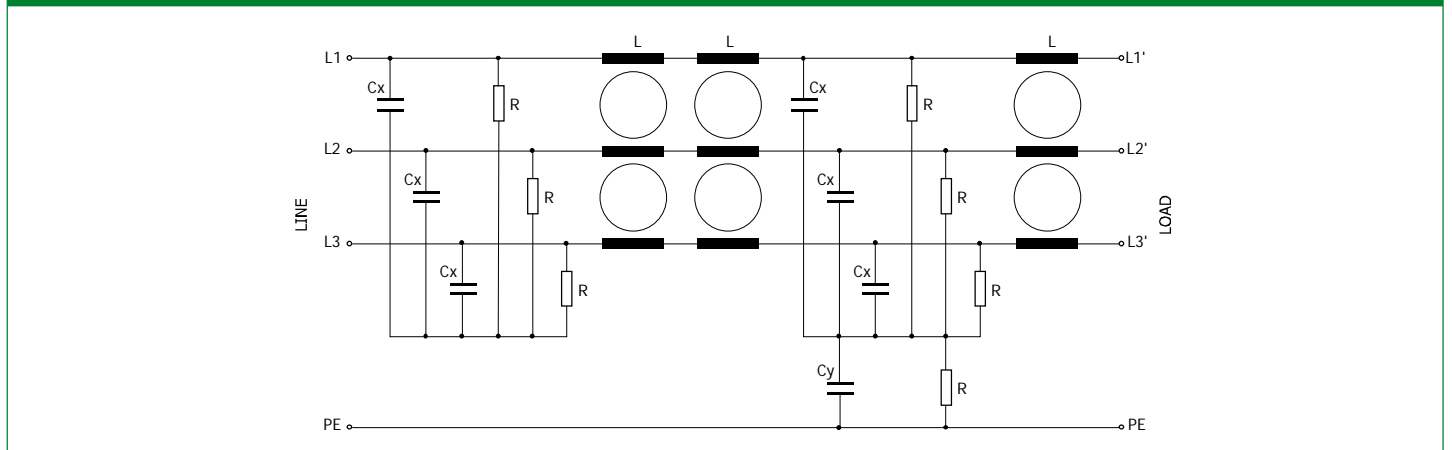 L L L
L1 L1'
Cx Cx
R R
L2 L2'
Cx Cx
R R
LINE LOAD
L3 L3'
Cx Cx
R R
Cy
R
PE PE